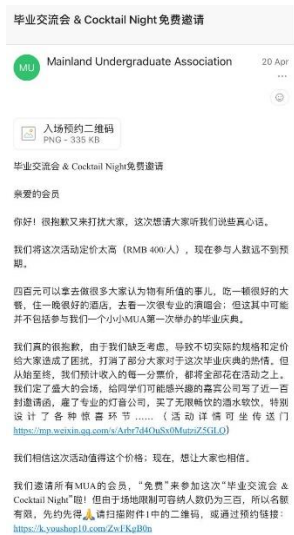 毕业交流会 & Cocktail Night免费邀请
MU
Mainland Undergraduate Association
20 Apr
入场预约二维码
PNG - 335 KB
毕业交流会 & Cocktail Night免费邀请
亲爱的会员
你好！很抱歉又来打扰大家，这次想请大家听我们说些真心话。
我们将这次活动定价太高（RMB 400/人），现在参与人数远不到预
期。
四百元可以拿去做很多大家认为物有所值的事儿，吃一顿很好的大
餐，住一晚很好的酒店，去看一次很专业的演唱会；但这其中可能
并不包括参与我们一个小小MUA第一次举办的毕业庆典。
我们真的很抱歉，由于我们缺乏考虑，导致不切实际的规格和定价
给大家造成了困扰，打消了部分大家对于这次毕业庆典的热情。但
从始至终，我们预计收入的每一分票价，都将全部花在活动之上。
我们定了盛大的会场，给同学们可能感兴趣的嘉宾公司写了近一百
封邀请函，雇了专业的灯音公司，买了无限畅饮的酒水软饮，特别
设计了各种惊喜环节……（活动详情可坐传送门
https://mp.weixin.qq.com/s/Arbr7d4OuSx0MutziZ5GLQ）
我们相信这次活动值得这个价格；现在，想让大家也相信。
我们邀请所有MUA的会员，“免费”来参加这次“毕业交流会 &
Cocktail Night”啦！但由于场地限制可容纳人数仍为三百，所以名额
有限，先约先得🙏请扫描附件1中的二维码，或通过预约链接：
https://k.youshop10.com/ZwFKgB0n